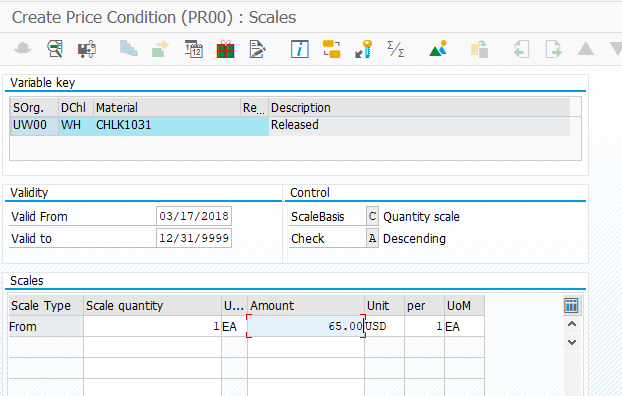 Create Price Condition (PR00) : Scales
Variable key
SOrg. DChl Material Re... Description
UW00 WH CHLK1031 Released
Validity Control
Valid From 03/17/2018 ScaleBasis C Quantity scale
Valid to 12/31/9999 Check A Descending
Scales
Scale Type Scale quantity U... Amount Unit per UoM
From 1 EA 65.00 USD 1 EA